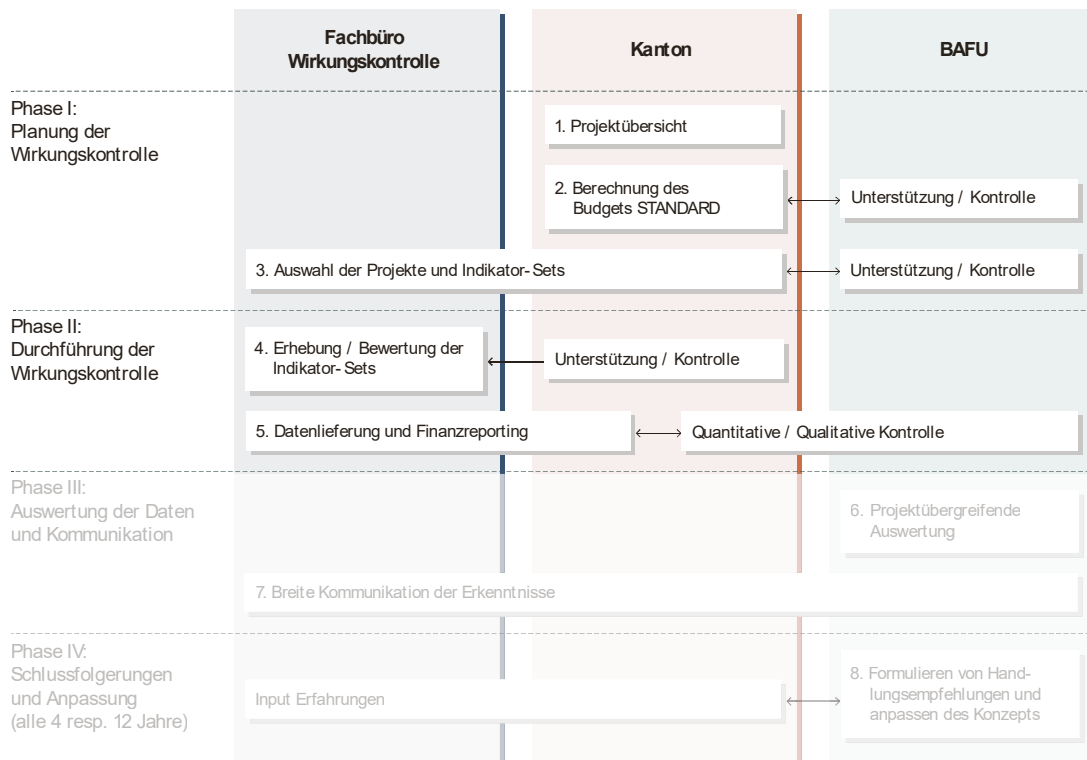 Fachbüro
Wirkungskontrolle
Kanton
BAFU
Phase I:
Planung der
Wirkungskontrolle
1. Projektübersicht
2. Berechnung des
Budgets STANDARD
Unterstützung / Kontrolle
3. Auswahl der Projekte und Indikator-Sets
Unterstützung / Kontrolle
Phase II:
Durchführung der
Wirkungskontrolle
4. Erhebung / Bewertung der
Indikator-Sets
Unterstützung / Kontrolle
5. Datenlieferung und Finanzreporting
Quantitative / Qualitative Kontrolle
Phase III:
Auswertung der Daten
und Kommunikation
6. Projektübergreifende
Auswertung
7. Breite Kommunikation der Erkenntnisse
Phase IV:
Schlussfolgerungen
und Anpassung
(alle 4 resp. 12 Jahre)
Input Erfahrungen
8. Formulieren von Hand-
lungsempfehlungen und
anpassen des Konzepts